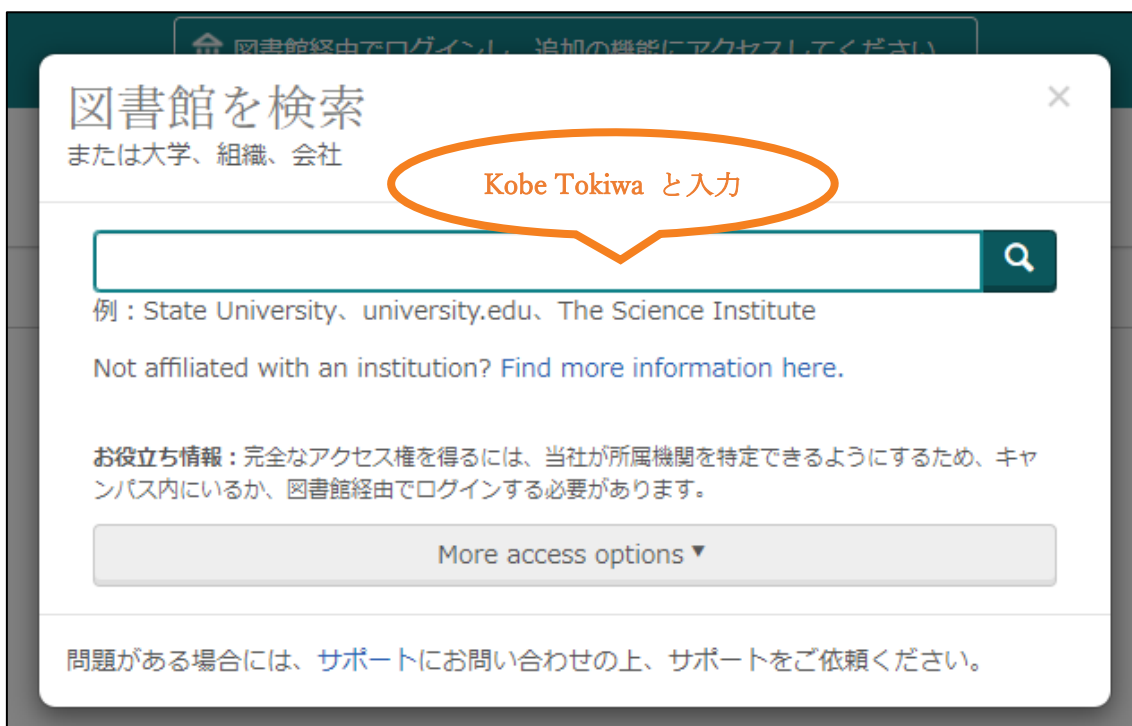 図書館経由でログインし、追加の機能にアクセスしてください
図書館を検索
または大学、組織、会社
×
Kobe Tokiwa と入力
例：State University、university.edu、The Science Institute
Not affiliated with an institution? Find more information here.
お役立ち情報：完全なアクセス権を得るには、当社が所属機関を特定できるようにするため、キャ
ンパス内にいるか、図書館経由でログインする必要があります。
More access options ▼
問題がある場合には、サポートにお問い合わせの上、サポートをご依頼ください。